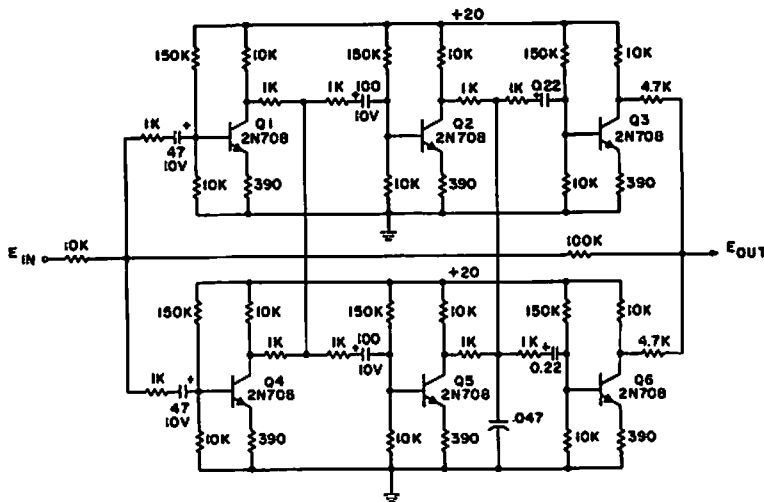 +20
150K 10K 150K 10K 150K 10K
1K 1K 100 10V 1K 1K 0.22 4.7K
1K 47 10V Q1 2N708 Q2 2N708 Q3 2N708
10K 390 10K 390 10K 390
E IN 10K 100K E OUT
+20
150K 10K 150K 10K 150K 10K
1K 1K 100 10V 1K 1K 0.22 4.7K
1K 47 10V Q4 2N708 Q5 2N708 Q6 2N708
10K 390 10K 390 .047 10K 390